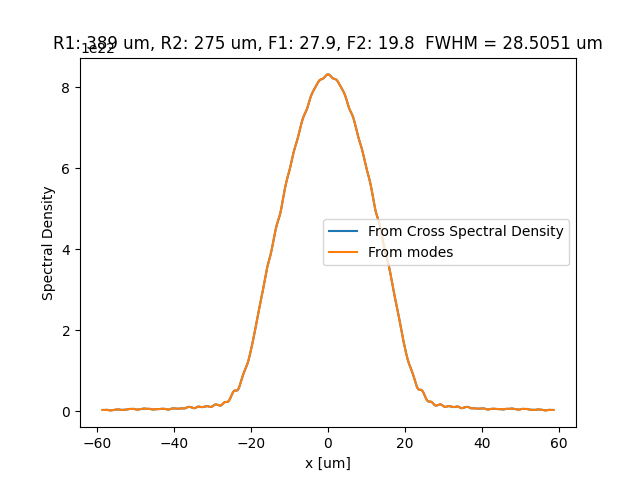 R1: 389 um, R2: 275 um, F1: 27.9, F2: 19.8  FWHM = 28.5051 um
1e22
8
6
4
2
0
Spectral Density
From Cross Spectral Density
From modes
−60 −40 −20 0 20 40 60
x [um]